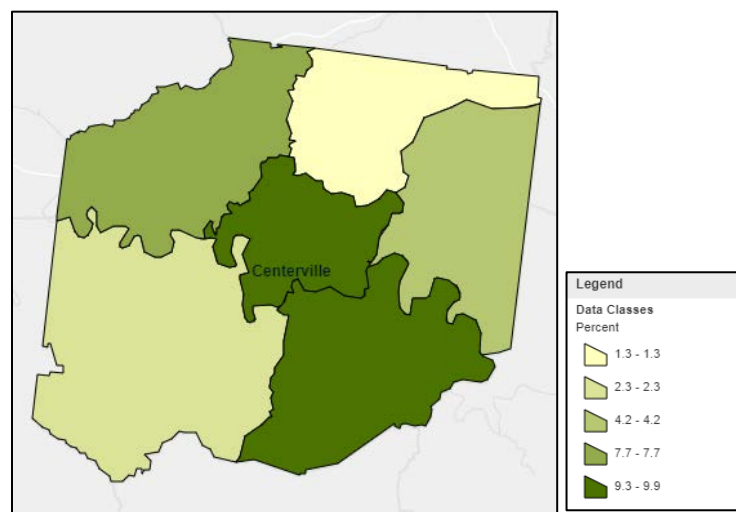 Centerville
Legend
Data Classes
Percent
1.3 - 1.3
2.3 - 2.3
4.2 - 4.2
7.7 - 7.7
9.3 - 9.9